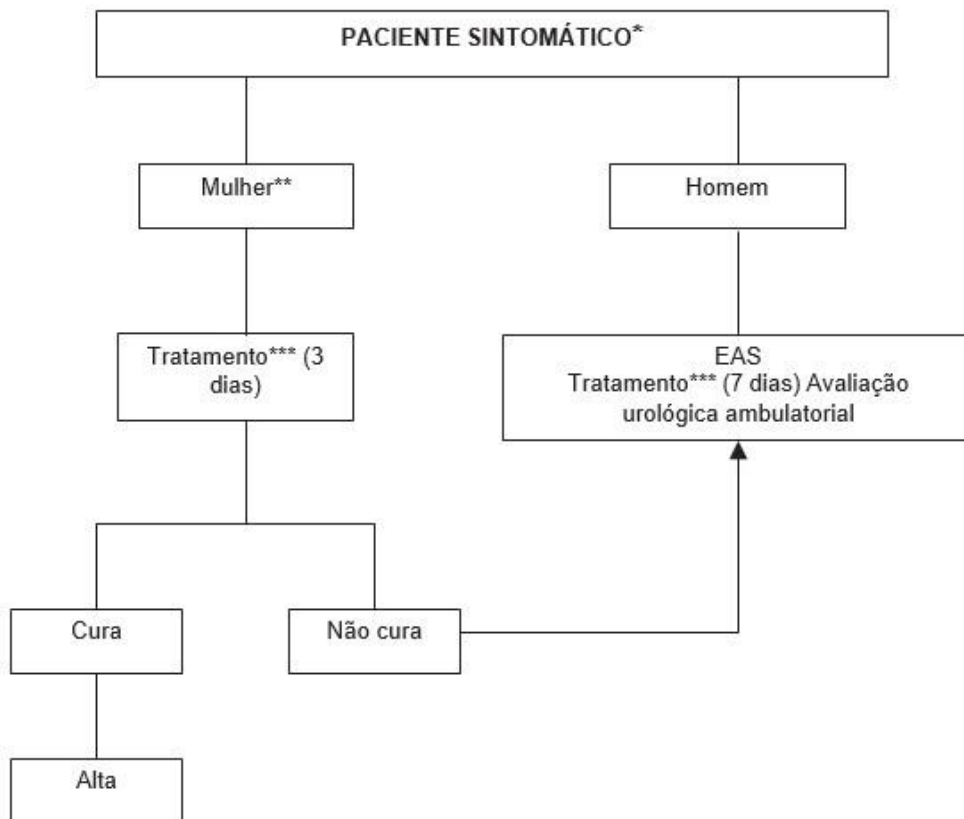 PACIENTE SINTOMÁTICO*
Mulher**
Homem
Tratamento*** (3
dias)
EAS
Tratamento*** (7 dias) Avaliação
urológica ambulatorial
Cura
Não cura
Alta